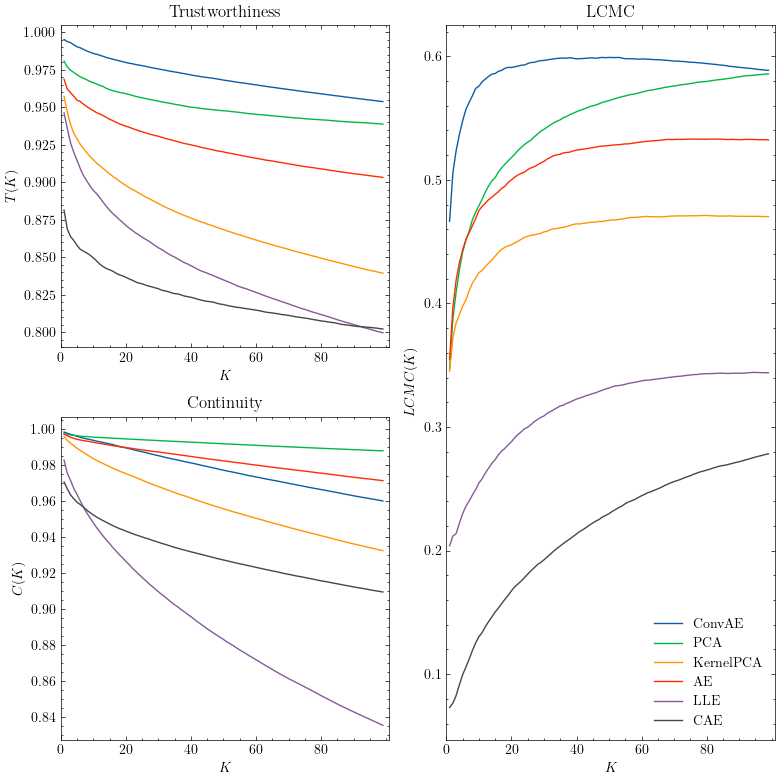 Trustworthiness
1.000
0.975
0.950
0.925
0.900
0.875
0.850
0.825
0.800
T(K)
0 20 40 60 80
K
Continuity
1.00
0.98
0.96
0.94
0.92
0.90
0.88
0.86
0.84
C(K)
0 20 40 60 80
K
LCMC
0.6
0.5
0.4
0.3
0.2
0.1
LCMC(K)
0 20 40 60 80
K
ConvAE
PCA
KernelPCA
AE
LLE
CAE